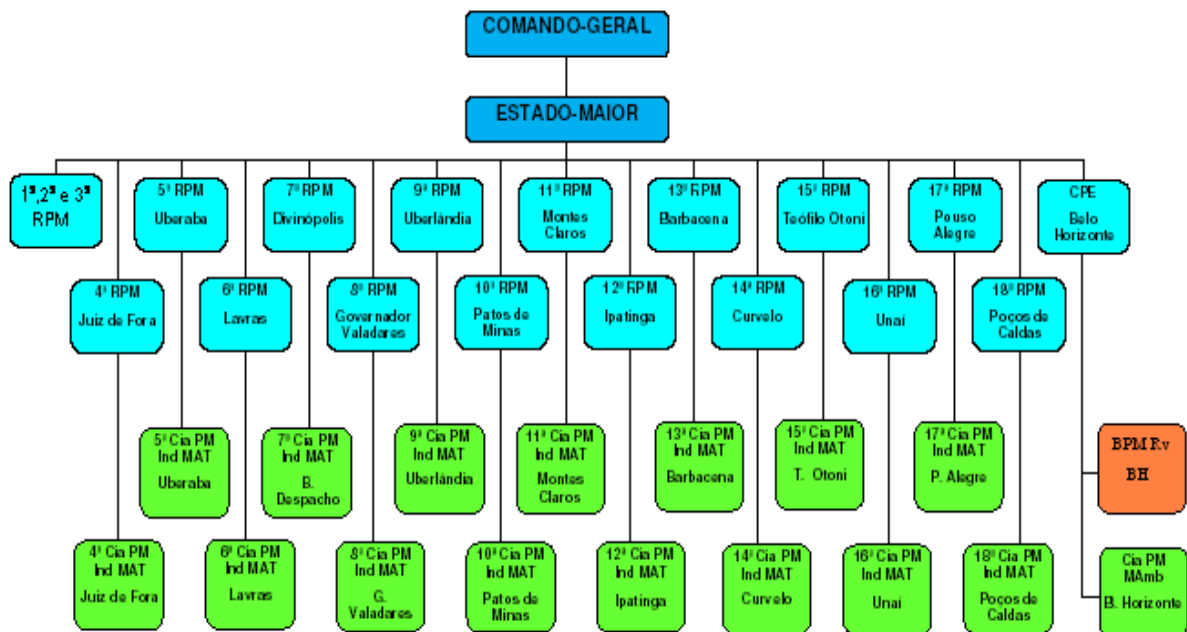 COMANDO-GERAL
ESTADO-MAIOR
1ª,2ª e 3ª
RPM
5ª RPM
Uberaba
7ª RPM
Divinópolis
9ª RPM
Uberlândia
11ª RPM
Montes
Claros
13ª RPM
Barbacena
15ª RPM
Teófilo Otoni
17ª RPM
Pouso
Alegre
CPE
Belo
Horizonte
4ª RPM
Juiz de Fora
6ª RPM
Lavras
8ª RPM
Governador
Valadares
10ª RPM
Patos de
Minas
12ª RPM
Ipatinga
14ª RPM
Curvelo
16ª RPM
Unaí
18ª RPM
Poços de
Caldas
5ª Cia PM
Ind MAT
Uberaba
7ª Cia PM
Ind MAT
B.
Despacho
9ª Cia PM
Ind MAT
Uberlândia
11ª Cia PM
Ind MAT
Montes
Claros
13ª Cia PM
Ind MAT
Barbacena
15ª Cia PM
Ind MAT
T. Otoni
17ª Cia PM
Ind MAT
P. Alegre
BPM Rv
BH
4ª Cia PM
Ind MAT
Juiz de Fora
6ª Cia PM
Ind MAT
Lavras
8ª Cia PM
Ind MAT
G.
Valadares
10ª Cia PM
Ind MAT
Patos de
Minas
12ª Cia PM
Ind MAT
Ipatinga
14ª Cia PM
Ind MAT
Curvelo
16ª Cia PM
Ind MAT
Unaí
18ª Cia PM
Ind MAT
Poços de
Caldas
Cia PM
MAmb
B. Horizonte